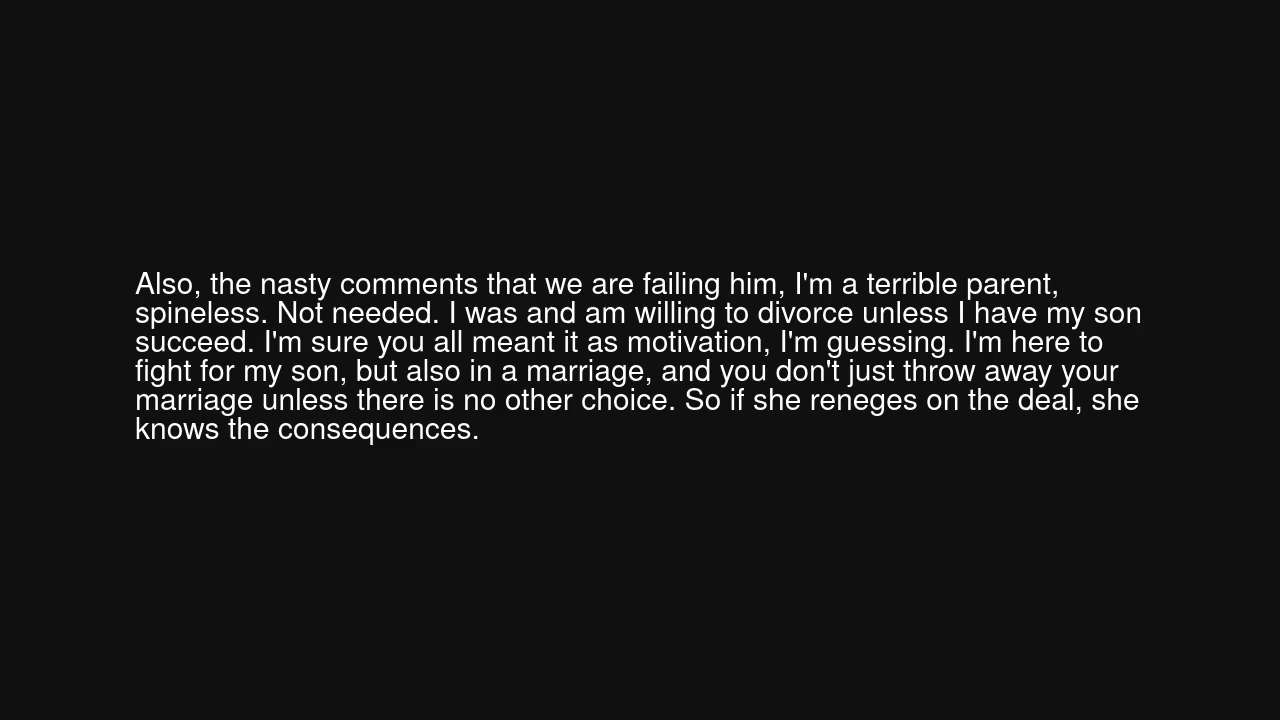 Also, the nasty comments that we are failing him, I'm a terrible parent,
spineless. Not needed. I was and am willing to divorce unless I have my son
succeed. I'm sure you all meant it as motivation, I'm guessing. I'm here to
fight for my son, but also in a marriage, and you don't just throw away your
marriage unless there is no other choice. So if she reneges on the deal, she
knows the consequences.